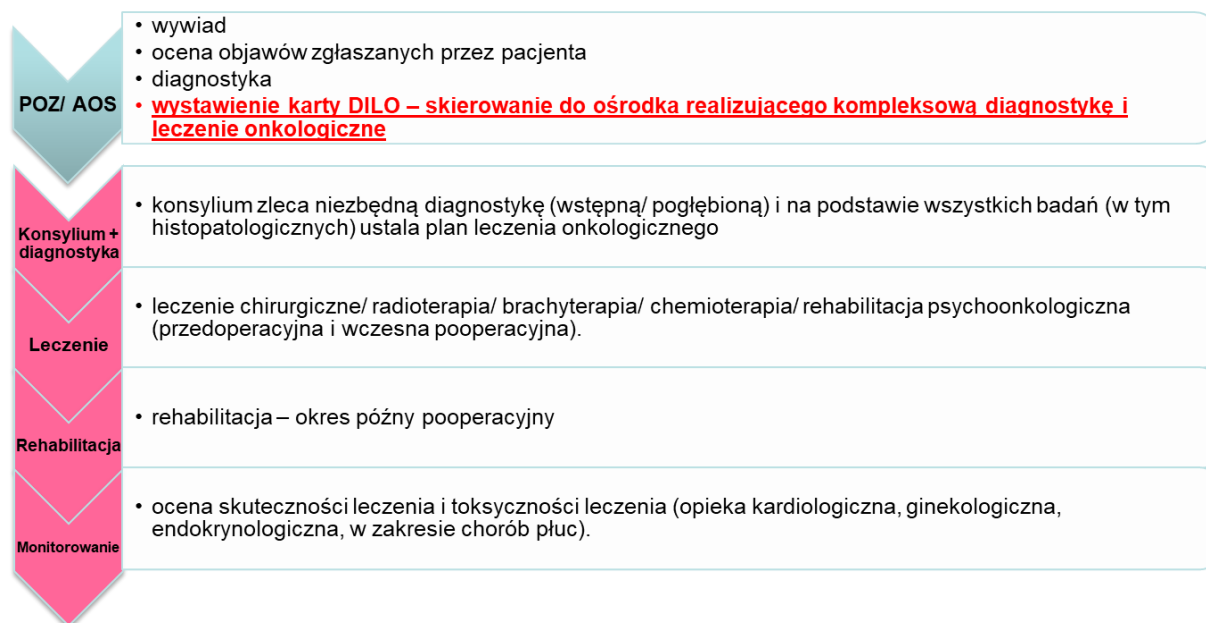 POZ/ AOS
• wywiad
• ocena objawów zgłaszanych przez pacjenta
• diagnostyka
• wystawienie karty DILO – skierowanie do ośrodka realizującego kompleksową diagnostykę i
leczenie onkologiczne
Konsylium +
diagnostyka
• konsylium zleca niezbędną diagnostykę (wstępną/ pogłębioną) i na podstawie wszystkich badań (w tym
histopatologicznych) ustala plan leczenia onkologicznego
Leczenie
• leczenie chirurgiczne/ radioterapia/ brachyterapia/ chemioterapia/ rehabilitacja psychoonkologiczna
(przedoperacyjna i wczesna pooperacyjna).
Rehabilitacja
• rehabilitacja – okres późny pooperacyjny
Monitorowanie
• ocena skuteczności leczenia i toksyczności leczenia (opieka kardiologiczna, ginekologiczna,
endokrynologiczna, w zakresie chorób płuc).